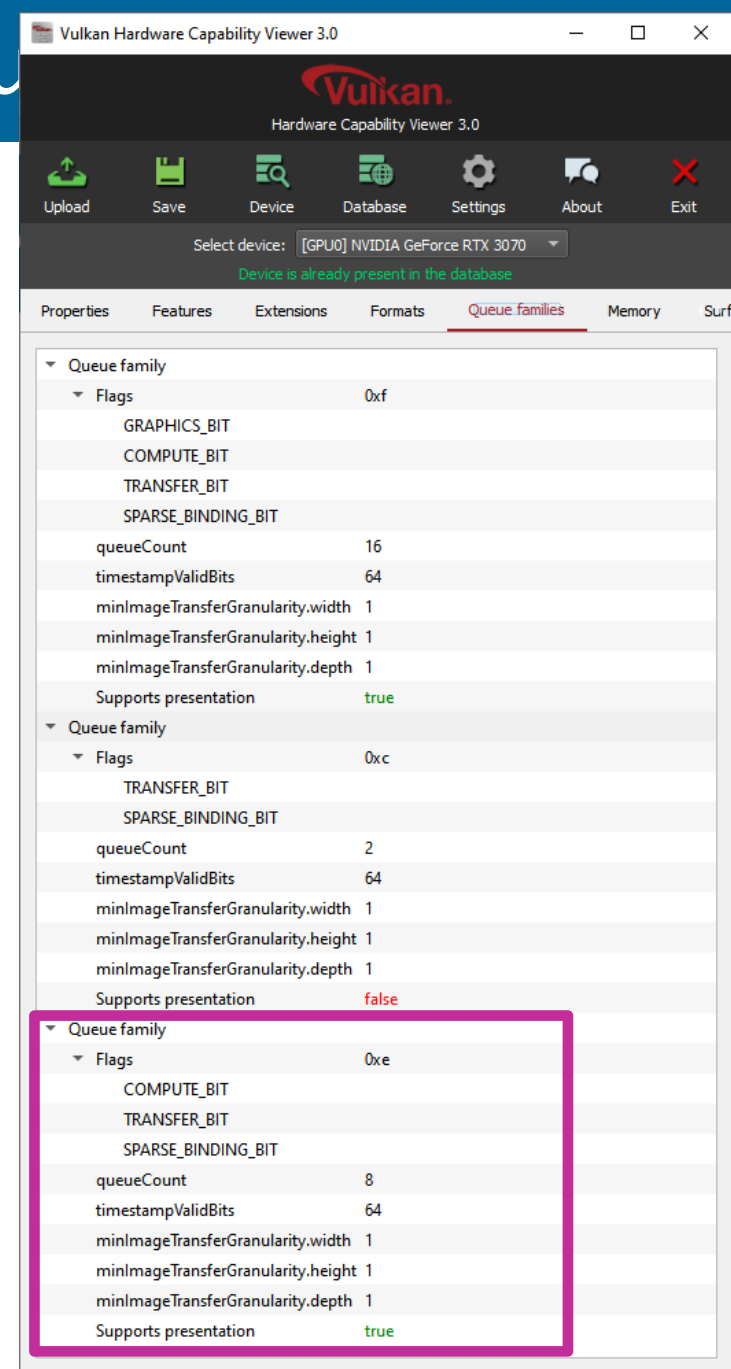 Vulkan Hardware Capability Viewer 3.0
Vulkan.
Hardware Capability Viewer 3.0
Upload Save Device Database Settings About Exit
Select device: [GPU0] NVIDIA GeForce RTX 3070
Device is already present in the database
Properties Features Extensions Formats Queue families Memory Surf
Queue family
Flags 0xf
GRAPHICS_BIT
COMPUTE_BIT
TRANSFER_BIT
SPARSE_BINDING_BIT
queueCount 16
timestampValidBits 64
minImageTransferGranularity.width 1
minImageTransferGranularity.height 1
minImageTransferGranularity.depth 1
Supports presentation true
Queue family
Flags 0xc
TRANSFER_BIT
SPARSE_BINDING_BIT
queueCount 2
timestampValidBits 64
minImageTransferGranularity.width 1
minImageTransferGranularity.height 1
minImageTransferGranularity.depth 1
Supports presentation false
Queue family
Flags 0xe
COMPUTE_BIT
TRANSFER_BIT
SPARSE_BINDING_BIT
queueCount 8
timestampValidBits 64
minImageTransferGranularity.width 1
minImageTransferGranularity.height 1
minImageTransferGranularity.depth 1
Supports presentation true